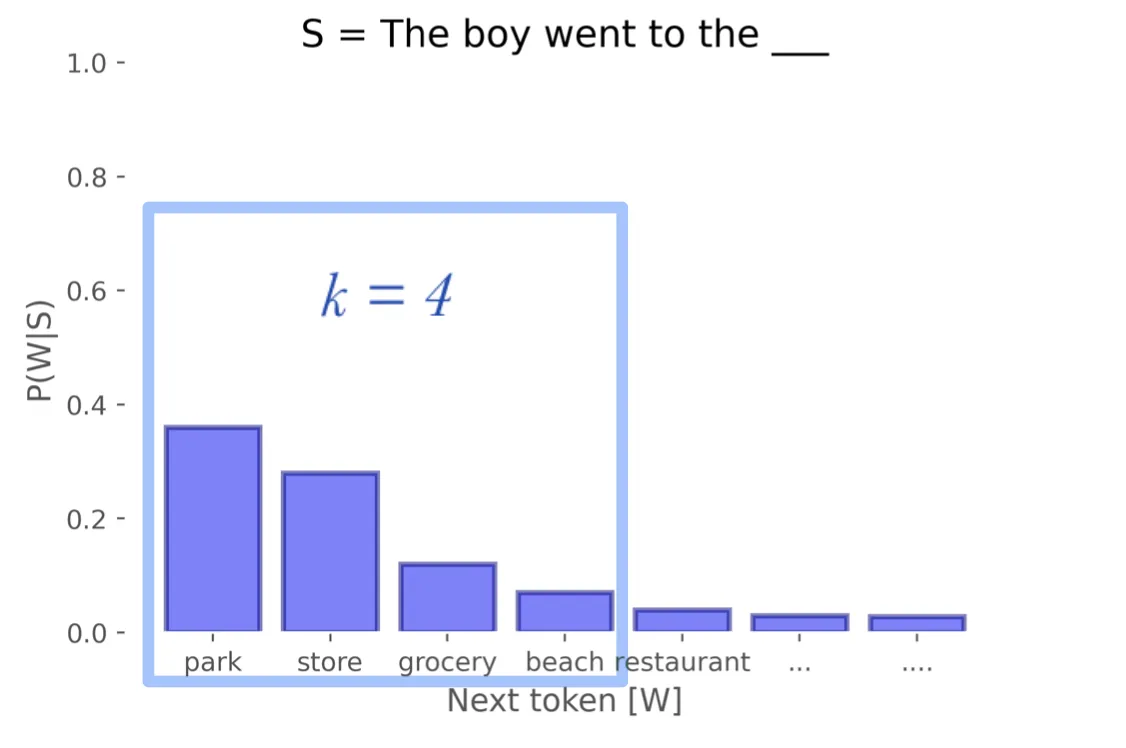 S = The boy went to the ___
1.0
0.8
0.6
0.4
0.2
0.0
P(W|S)
k = 4
park store grocery beach restaurant ... ....
Next token [W]